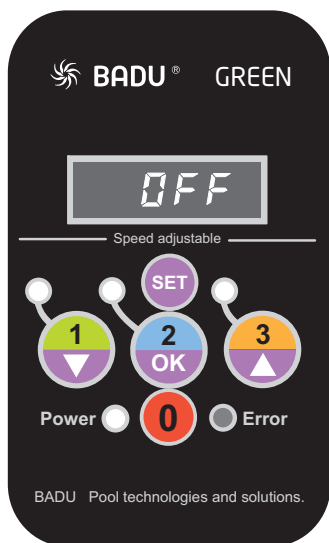 BADU ® GREEN
OFF
Speed adjustable
SET
1 2 3
OK
Power 0 Error
BADU Pool technologies and solutions.